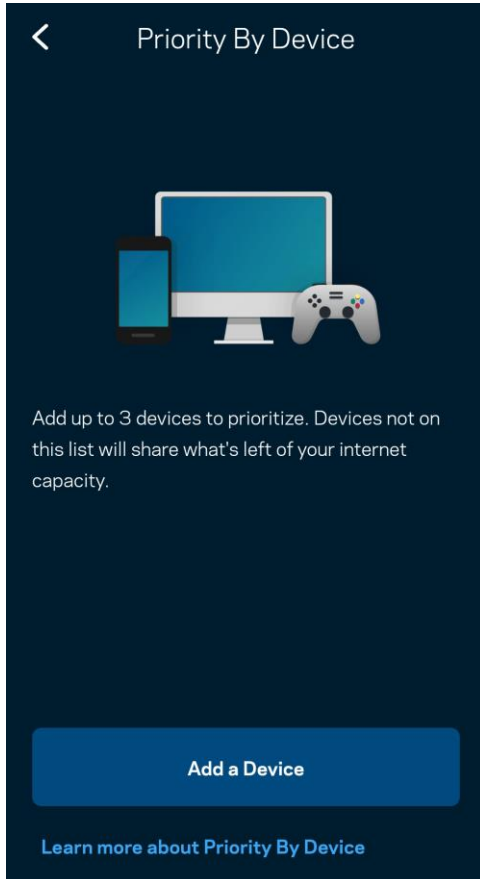 Priority By Device
Add up to 3 devices to prioritize. Devices not on
this list will share what's left of your internet
capacity.
Add a Device
Learn more about Priority By Device